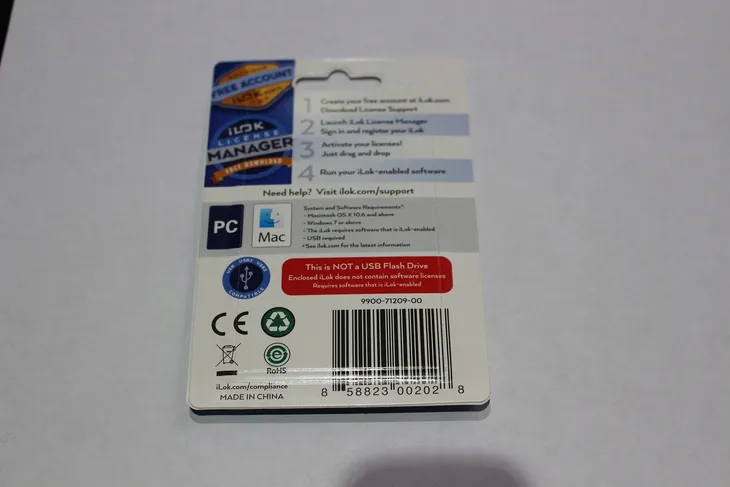 FREE ACCOUNT
iLOK.com
iLOK
LICENSE
MANAGER
FREE DOWNLOAD
1 Create your free account at iLok.com
Download License Support
2 Launch iLok License Manager
Sign in and register your iLok
3 Activate your licenses!
Just drag and drop
4 Run your iLok-enabled software
Need help? Visit ilok.com/support
PC
Mac
System and Software Requirements*
- Macintosh OS X 10.6 and above
- Windows 7 or above
- The iLok requires software that is iLok-enabled
- USB required
*See ilok.com for the latest information
COMPATIBLE
This is NOT a USB Flash Drive
Enclosed iLok does not contain software licenses
Requires software that is iLok-enabled
9900-71209-00
CE
RoHS
iLok.com/compliance
MADE IN CHINA
8 58823 00202 8